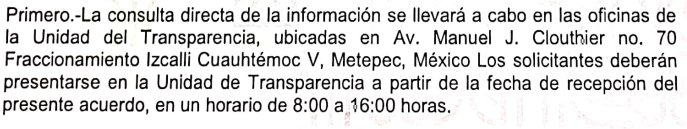 Primero.-La consulta directa de la información se llevará a cabo en las oficinas de
la Unidad del Transparencia, ubicadas en Av. Manuel J. Clouthier no. 70
Fraccionamiento Izcalli Cuauhtémoc V, Metepec, México Los solicitantes deberán
presentarse en la Unidad de Transparencia a partir de la fecha de recepción del
presente acuerdo, en un horario de 8:00 a 16:00 horas.